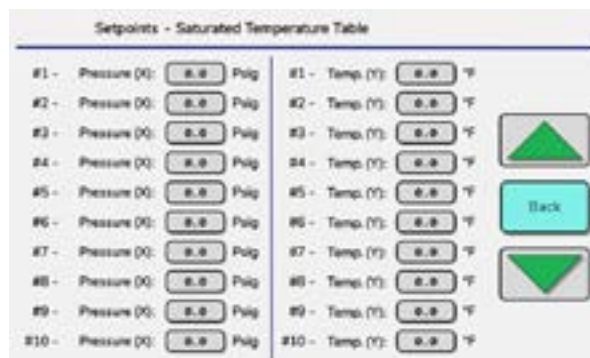 Setpoints - Saturated Temperature Table
#1 - Pressure (X): 0.0 Psig #1 - Temp. (Y): 0.0 °F
#2 - Pressure (X): 0.0 Psig #2 - Temp. (Y): 0.0 °F
#3 - Pressure (X): 0.0 Psig #3 - Temp. (Y): 0.0 °F
#4 - Pressure (X): 0.0 Psig #4 - Temp. (Y): 0.0 °F
#5 - Pressure (X): 0.0 Psig #5 - Temp. (Y): 0.0 °F
#6 - Pressure (X): 0.0 Psig #6 - Temp. (Y): 0.0 °F
#7 - Pressure (X): 0.0 Psig #7 - Temp. (Y): 0.0 °F
#8 - Pressure (X): 0.0 Psig #8 - Temp. (Y): 0.0 °F
#9 - Pressure (X): 0.0 Psig #9 - Temp. (Y): 0.0 °F
#10 - Pressure (X): 0.0 Psig #10 - Temp. (Y): 0.0 °F
Back